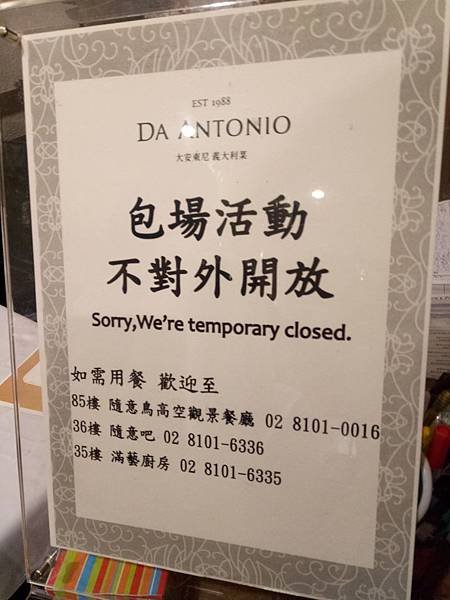 EST 1988
DA ANTONIO
大安東尼 義大利菜
包場活動
不對外開放
Sorry,We're temporary closed.
如需用餐 歡迎至
85樓 隨意鳥高空觀景餐廳 02 8101-0016
36樓 隨意吧 02 8101-6336
35樓 滿藝廚房 02 8101-6335